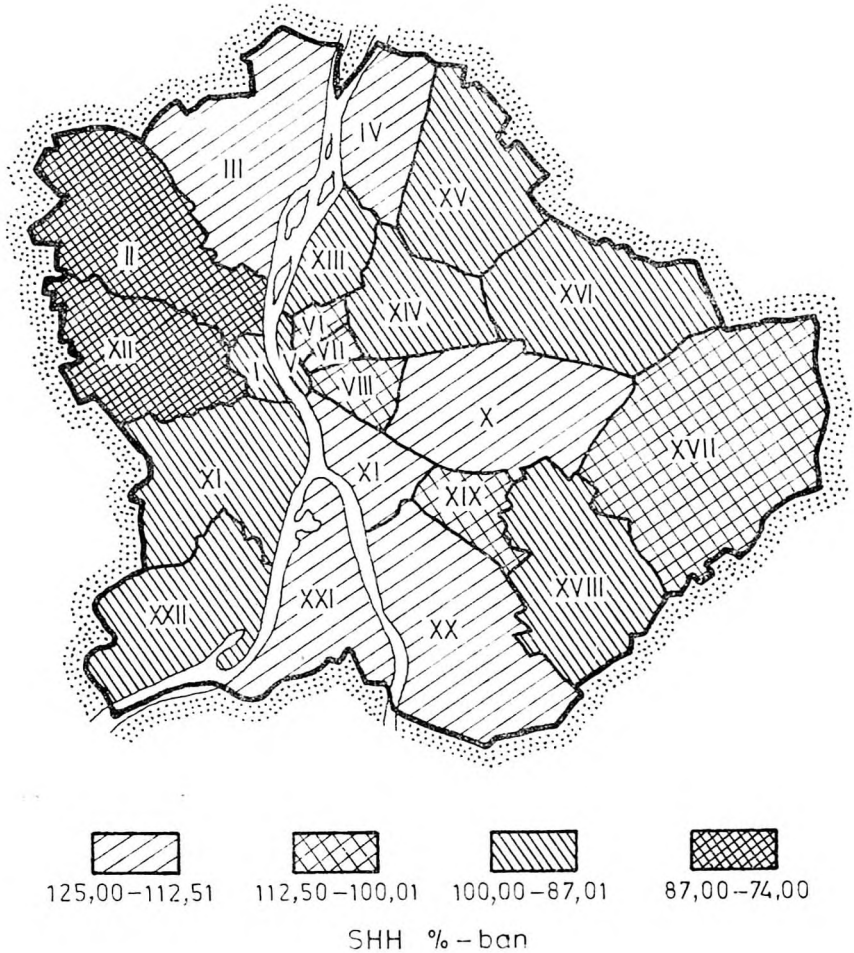 IV
III
XV
II
XIII
XVI
XIV
VI
XII
I
V
VII
VIII
X
XVII
XI
XI
XIX
XVIII
XXI
XXII
XX
125,00–112,51 112,50–100,01 100,00–87,01 87,00–74,00
SHH %-ban